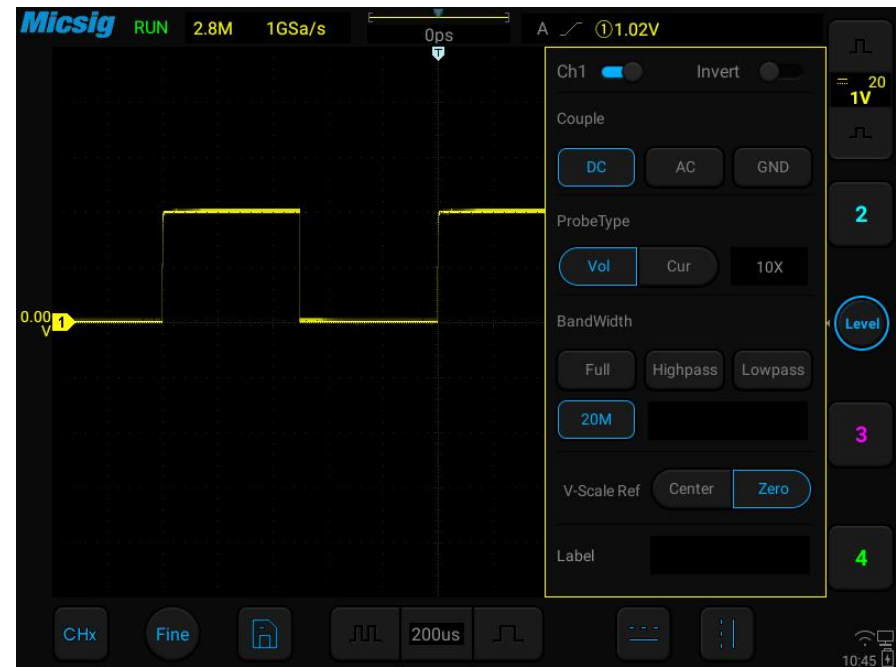 Micsig RUN 2.8M 1GSa/s 0ps A ①1.02V
T
Ch1 Invert
20
1V
Couple
DC AC GND
2
ProbeType
Vol Cur 10X
0.00 1
V
BandWidth
Level
Full Highpass Lowpass
20M
3
V-Scale Ref Center Zero
Label
4
CHx Fine 200us
10:45